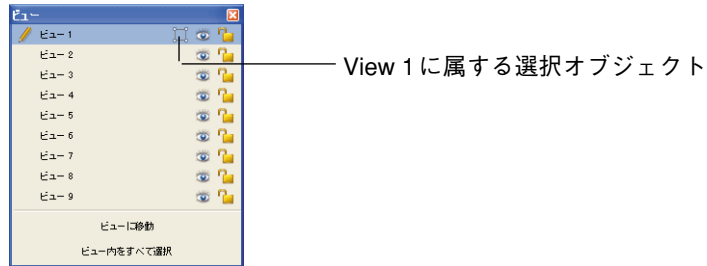 ビュー
ビュー 1
View 1に属する選択オブジェクト
ビュー 2
ビュー 3
ビュー 4
ビュー 5
ビュー 6
ビュー 7
ビュー 8
ビュー 9
ビューに移動
ビュー内をすべて選択